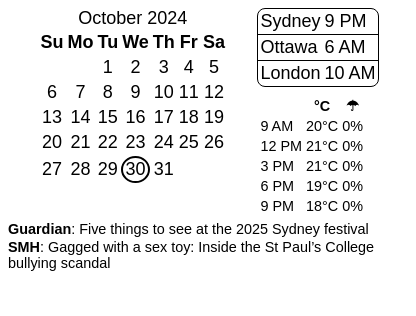 October 2024
Su Mo Tu We Th Fr Sa
1 2 3 4 5
6 7 8 9 10 11 12
13 14 15 16 17 18 19
20 21 22 23 24 25 26
27 28 29 30 31
Sydney 9 PM
Ottawa 6 AM
London 10 AM
°C ☂
9 AM 20°C 0%
12 PM 21°C 0%
3 PM 21°C 0%
6 PM 19°C 0%
9 PM 18°C 0%
Guardian: Five things to see at the 2025 Sydney festival
SMH: Gagged with a sex toy: Inside the St Paul’s College
bullying scandal